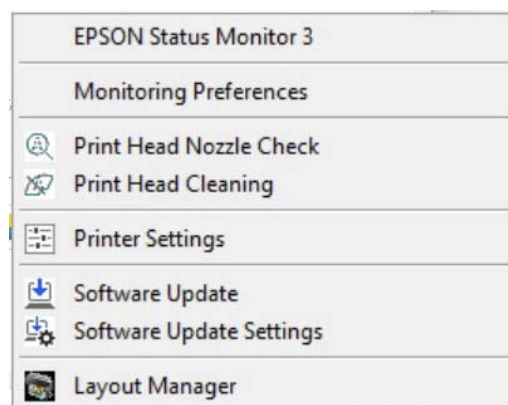 EPSON Status Monitor 3
Monitoring Preferences
Print Head Nozzle Check
Print Head Cleaning
Printer Settings
Software Update
Software Update Settings
Layout Manager